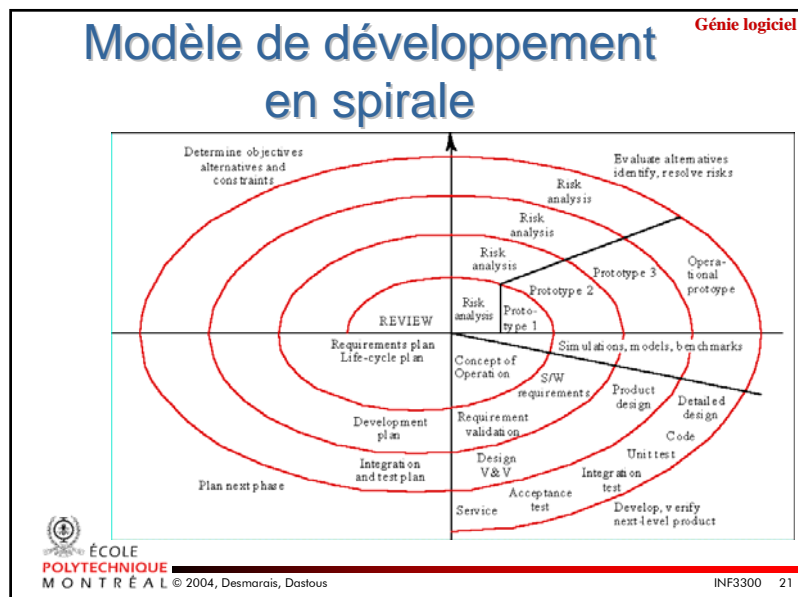 Génie logiciel
Modèle de développement
en spirale
Determine objectives
alternatives and
constraints
Evaluate alternatives
identify, resolve risks
Risk
analysis
Risk
analysis
Risk
analysis
Risk
analysis
Opera-
tional
protoype
Prototype 3
Prototype 2
Proto-
type 1
REVIEW
Requirements plan
Life-cycle plan
Simulations, models, benchmarks
Concept of
Operation
S/W
requirements
Product
design
Detailed
design
Development
plan
Requirement
validation
Code
Unit test
Integration
and test plan
Design
V&V
Integration
test
Plan next phase
Acceptance
test
Service
Develop, verify
next-level product
ÉCOLE
POLYTECHNIQUE
MONTRÉAL © 2004, Desmarais, Dastous
INF3300 21